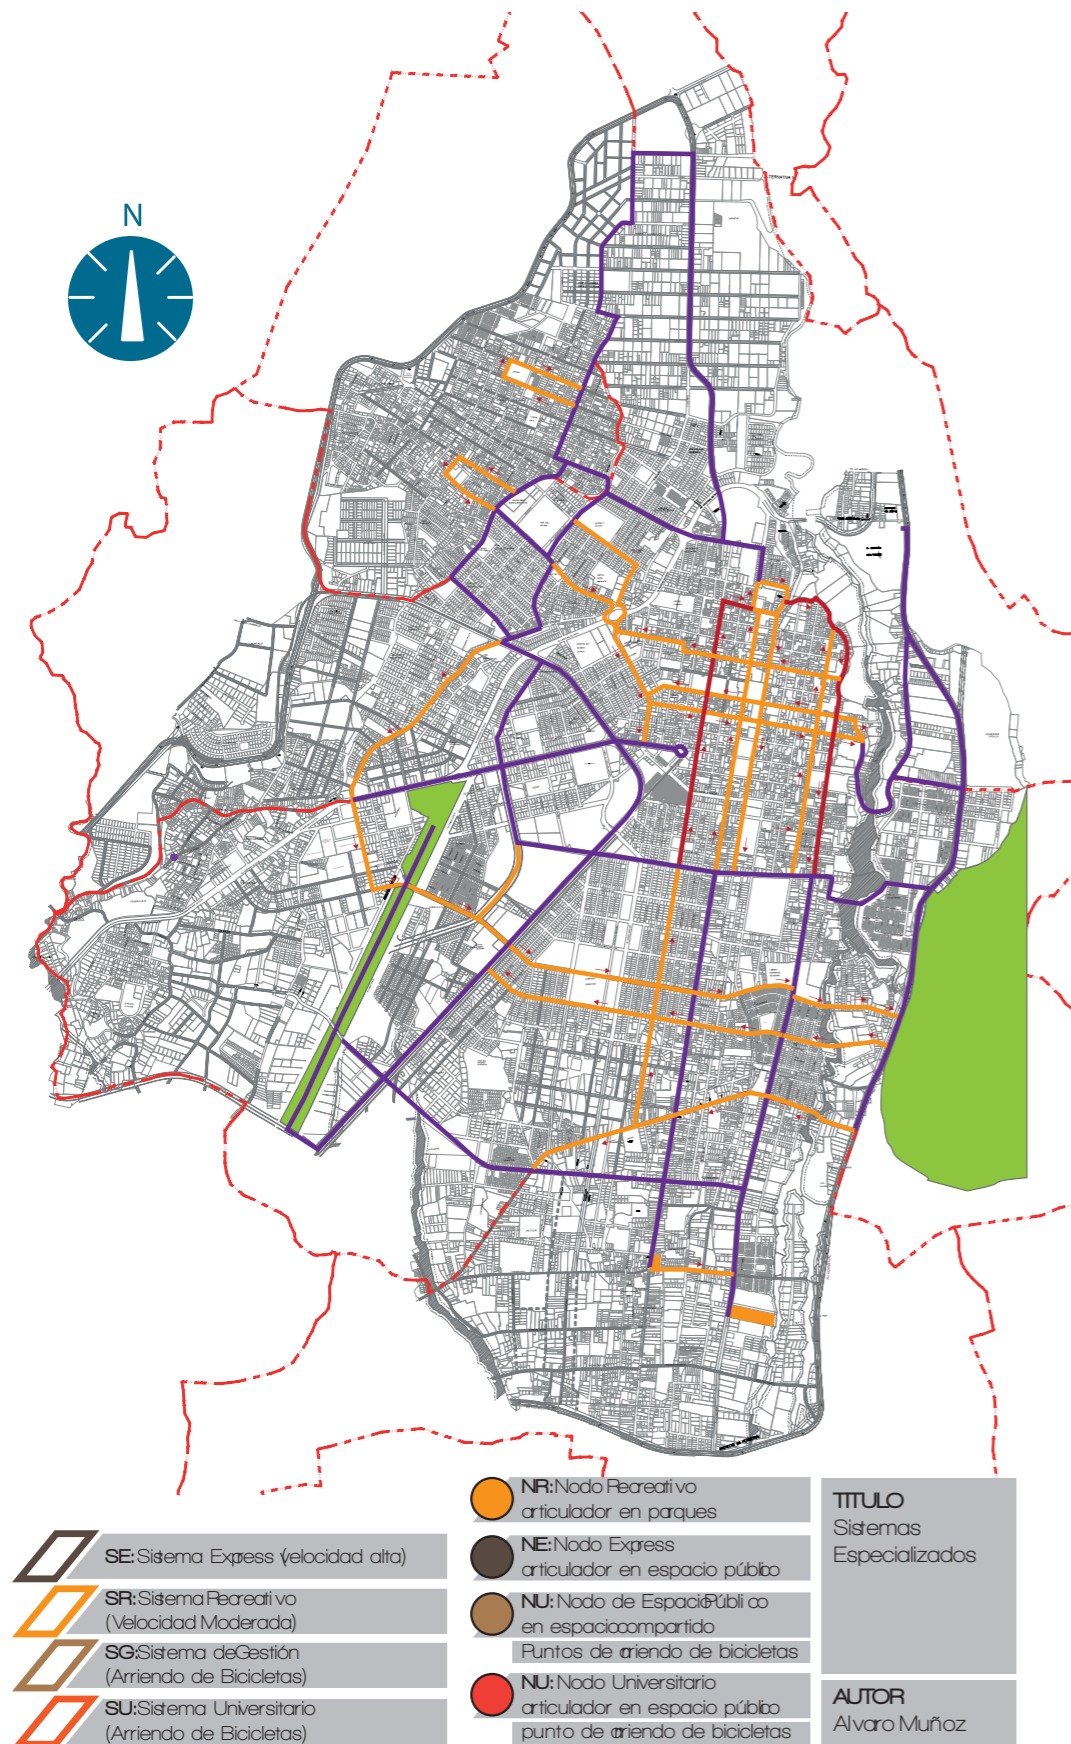 N
SE: Sistema Express (velocidad alta)
SR: Sistema Recreativo
(Velocidad Moderada)
SG: Sistema de Gestión
(Arriendo de Bicicletas)
SU: Sistema Universitario
(Arriendo de Bicicletas)
NR: Nodo Recreativo
articulador en parques
NE: Nodo Express
articulador en espacio público
NU: Nodo de Espacio Público
en espacio compartido
Puntos de arriendo de bicicletas
NU: Nodo Universitario
articulador en espacio público
punto de arriendo de bicicletas
TITULO
Sistemas
Especializados
AUTOR
Alvaro Muñoz